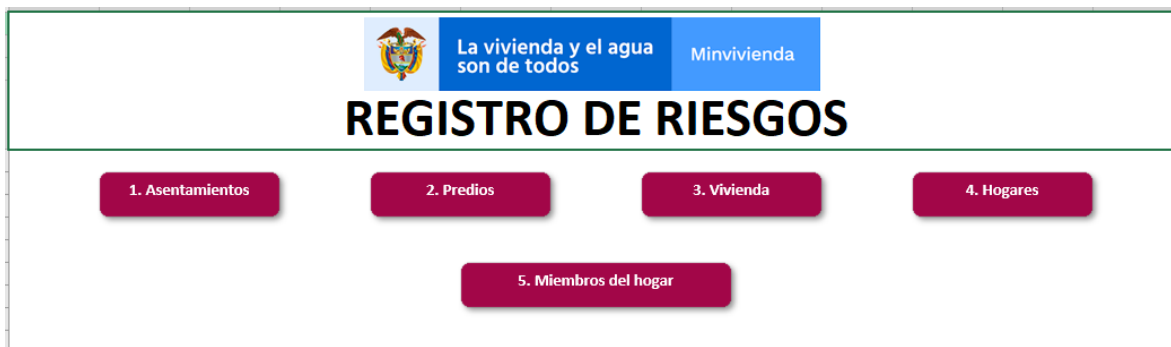 La vivienda y el agua
son de todos
Minvivienda
REGISTRO DE RIESGOS
1. Asentamientos
2. Predios
3. Vivienda
4. Hogares
5. Miembros del hogar